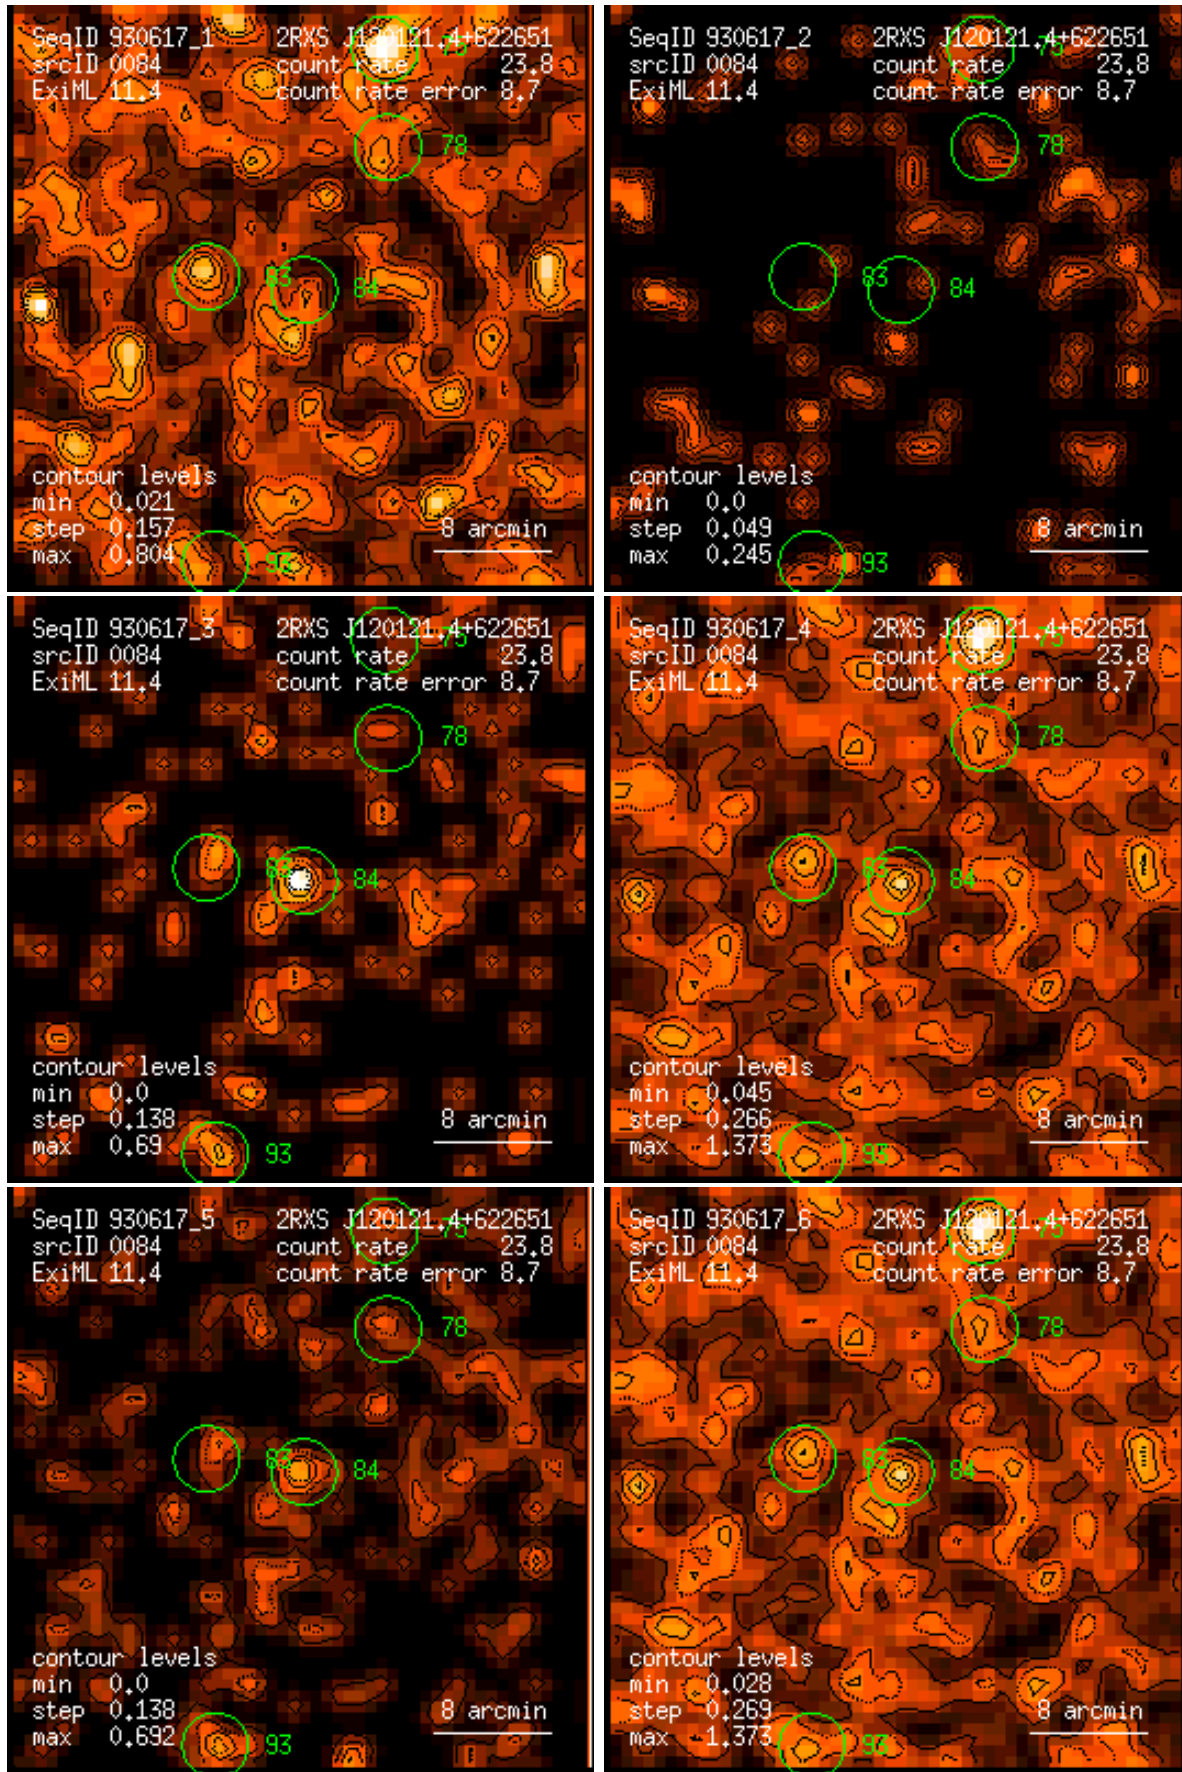 SeqID 930617_1 2RXS J120121.4+622651
srcID 0084 count rate 23.8 75
ExiML 11.4 count rate error 8.7
78
83
84
contour levels
min 0.021
step 0.157 8 arcmin
max 0.804 93
SeqID 930617_2 2RXS J120121.4+622651
srcID 0084 count rate 23.8 75
ExiML 11.4 count rate error 8.7
78
83
84
contour levels
min 0.0
step 0.049 8 arcmin
max 0.245 93
SeqID 930617_3 2RXS J120121.4+622651
srcID 0084 count rate 23.8 75
ExiML 11.4 count rate error 8.7
78
83
84
contour levels
min 0.0
step 0.138 8 arcmin
max 0.69 93
SeqID 930617_4 2RXS J120121.4+622651
srcID 0084 count rate 23.8 75
ExiML 11.4 count rate error 8.7
78
83
84
contour levels
min 0.045
step 0.266 8 arcmin
max 1.373 93
SeqID 930617_5 2RXS J120121.4+622651
srcID 0084 count rate 23.8 75
ExiML 11.4 count rate error 8.7
78
83
84
contour levels
min 0.0
step 0.138 8 arcmin
max 0.692 93
SeqID 930617_6 2RXS J120121.4+622651
srcID 0084 count rate 23.8 75
ExiML 11.4 count rate error 8.7
78
83
84
contour levels
min 0.028
step 0.269 8 arcmin
max 1.373 93